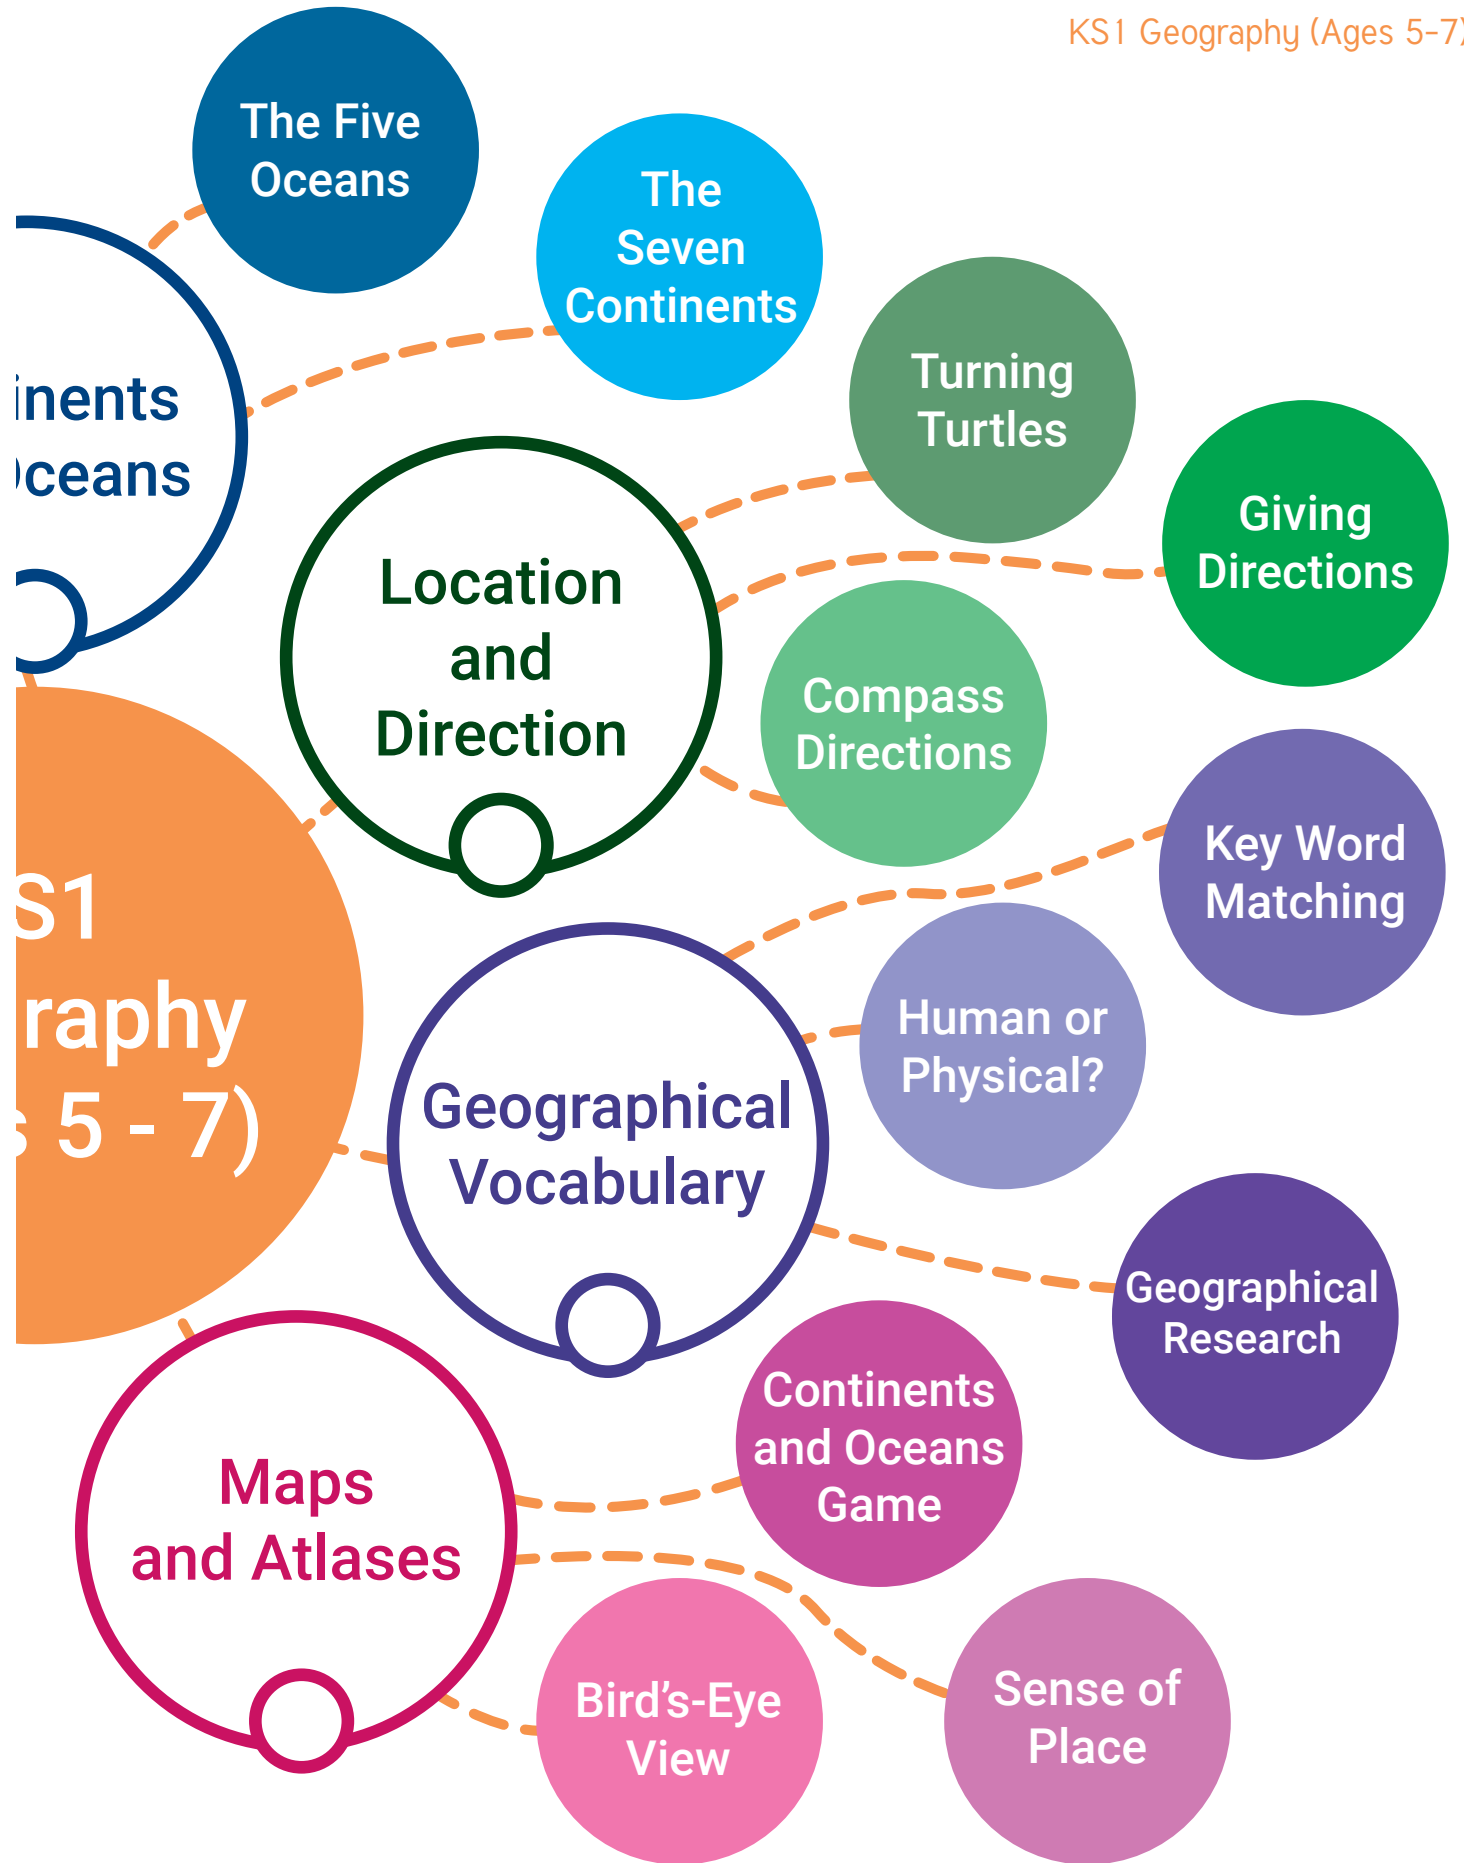 KS1 Geography (Ages 5-7)
The Five
Oceans
The
Seven
Continents
inents
ceans
Turning
Turtles
Giving
Directions
Location
and
Direction
Compass
Directions
Key Word
Matching
S1
raphy
5 - 7)
Human or
Physical?
Geographical
Vocabulary
Geographical
Research
Continents
and Oceans
Game
Maps
and Atlases
Bird's-Eye
View
Sense of
Place